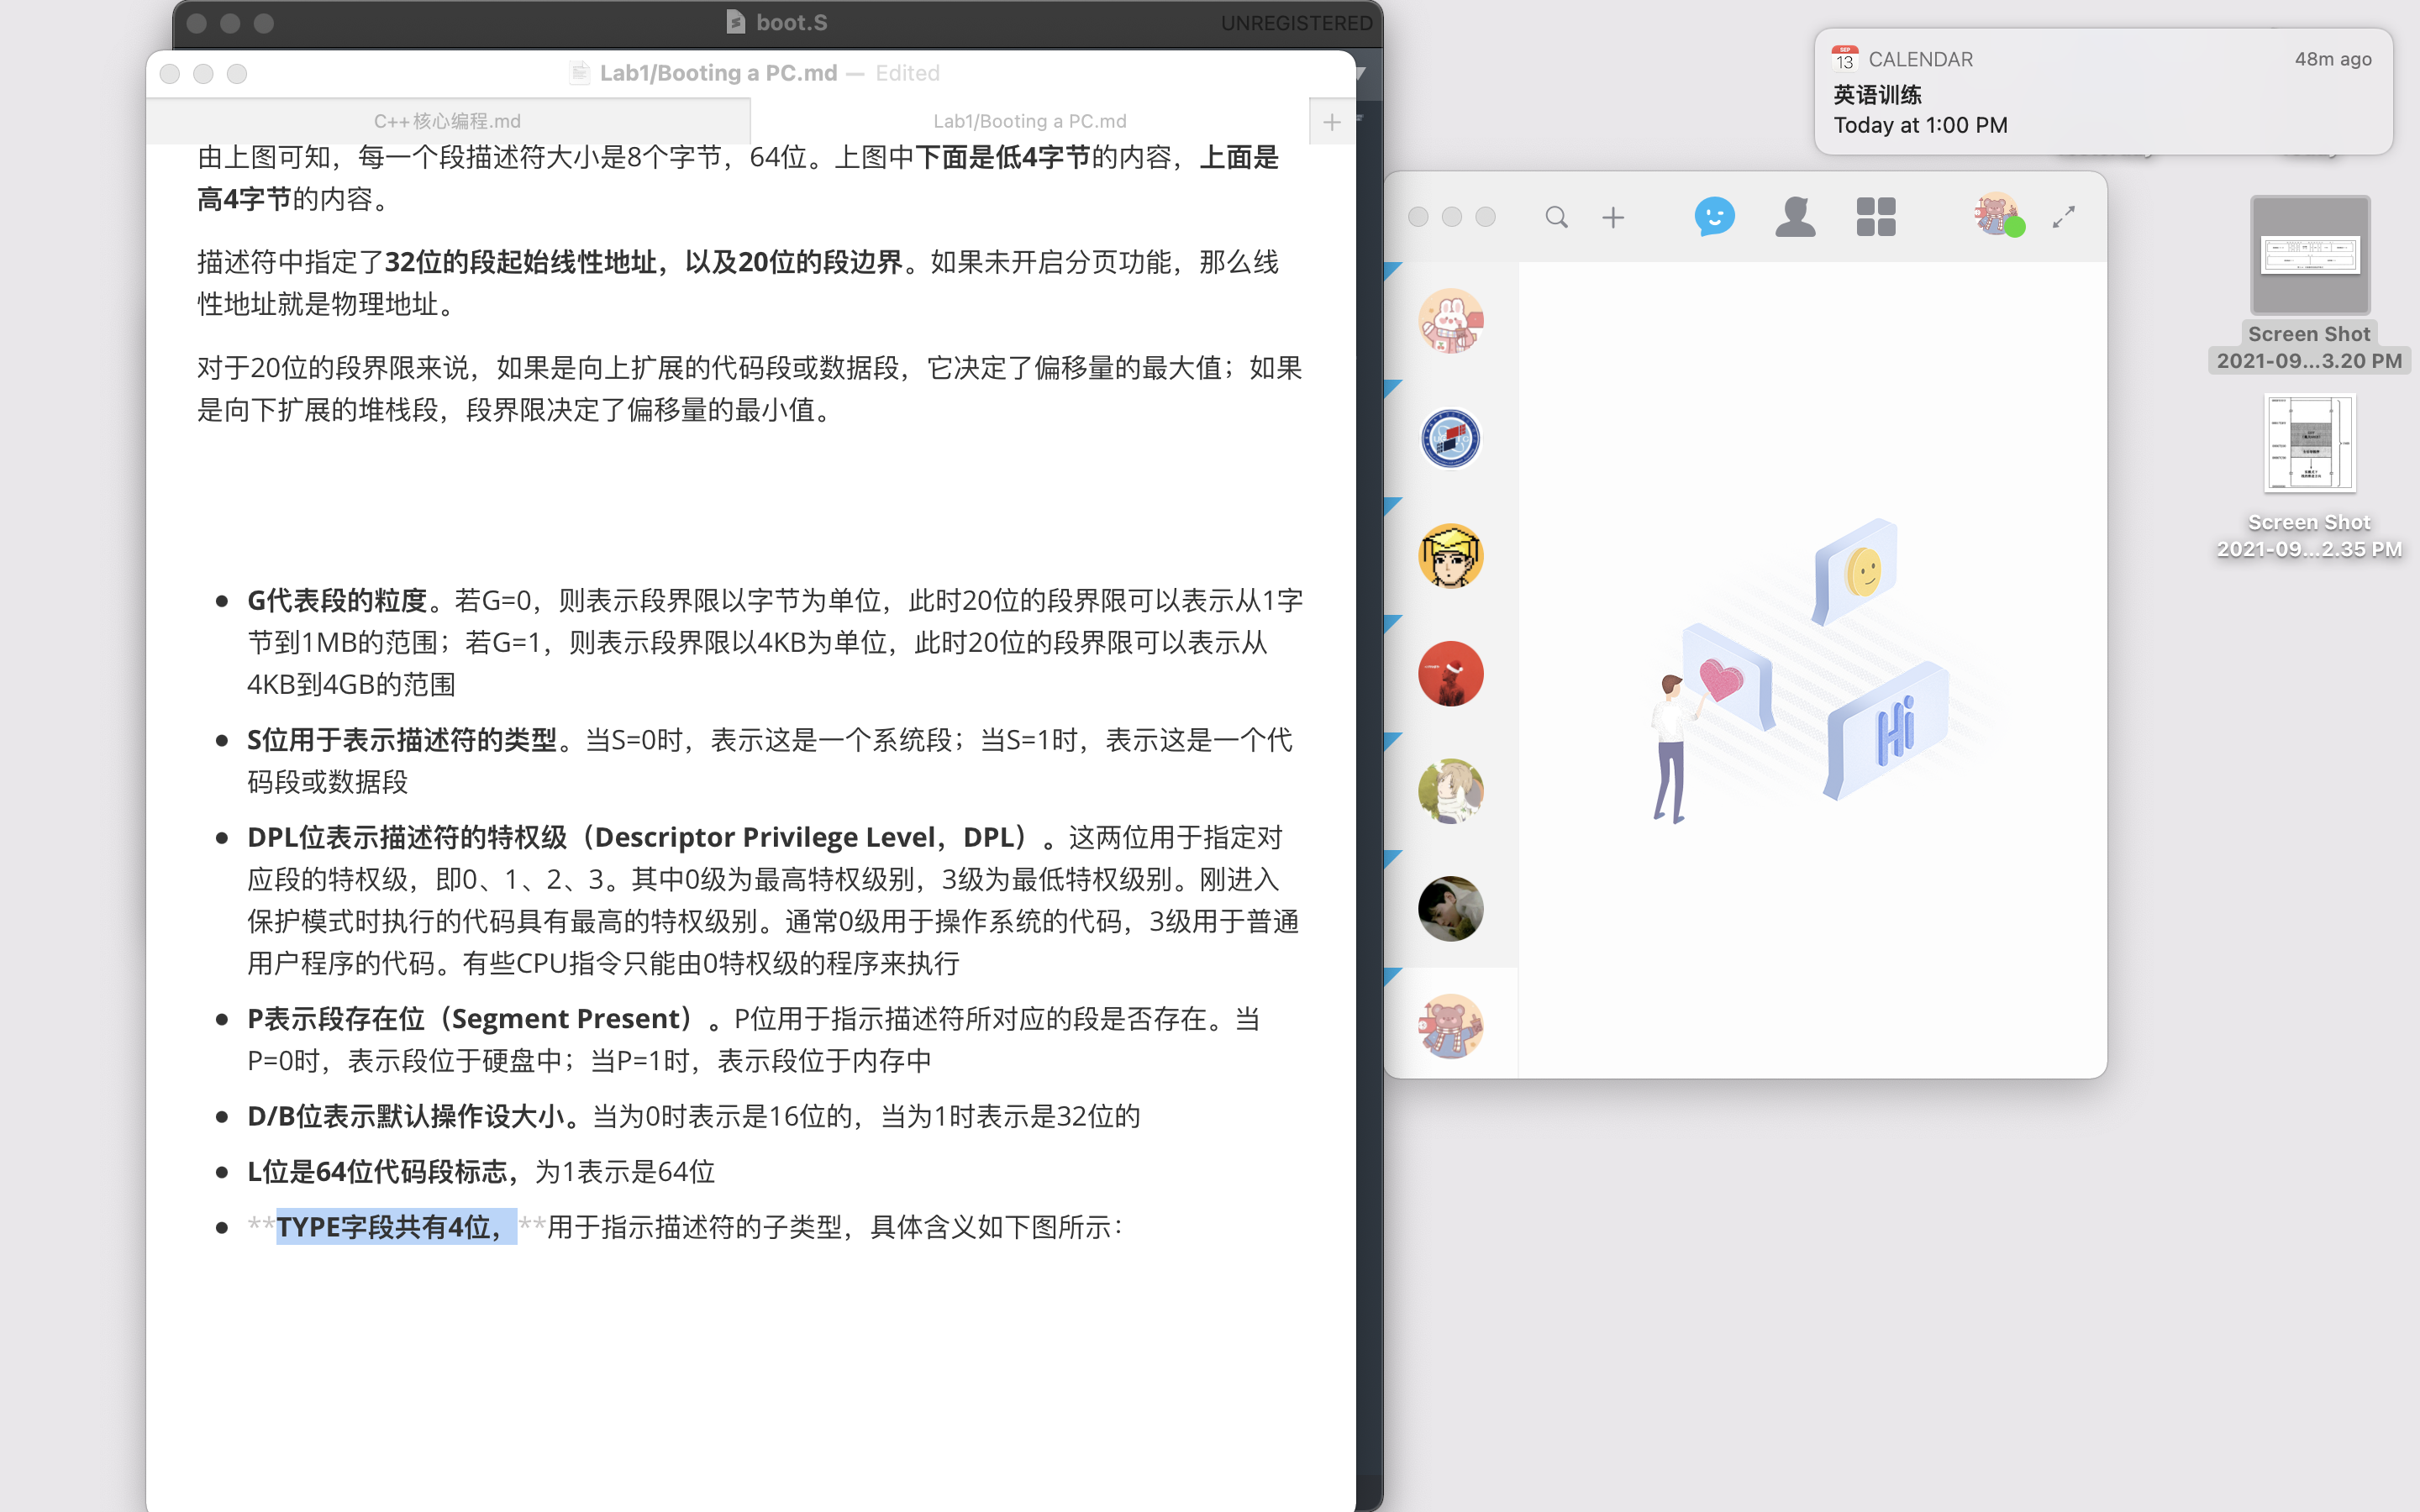 boot.S
UNREGISTERED
Lab1/Booting a PC.md — Edited
C++核心编程.md
Lab1/Booting a PC.md
由上图可知，每一个段描述符大小是8个字节，64位。上图中下面是低4字节的内容，上面是
高4字节的内容。
描述符中指定了32位的段起始线性地址，以及20位的段边界。如果未开启分页功能，那么线
性地址就是物理地址。
对于20位的段界限来说，如果是向上扩展的代码段或数据段，它决定了偏移量的最大值；如果
是向下扩展的堆栈段，段界限决定了偏移量的最小值。
G代表段的粒度。若G=0，则表示段界限以字节为单位，此时20位的段界限可以表示从1字
节到1MB的范围；若G=1，则表示段界限以4KB为单位，此时20位的段界限可以表示从
4KB到4GB的范围
S位用于表示描述符的类型。当S=0时，表示这是一个系统段；当S=1时，表示这是一个代
码段或数据段
DPL位表示描述符的特权级（Descriptor Privilege Level，DPL）。这两位用于指定对
应段的特权级，即0、1、2、3。其中0级为最高特权级别，3级为最低特权级别。刚进入
保护模式时执行的代码具有最高的特权级别。通常0级用于操作系统的代码，3级用于普通
用户程序的代码。有些CPU指令只能由0特权级的程序来执行
P表示段存在位（Segment Present）。P位用于指示描述符所对应的段是否存在。当
P=0时，表示段位于硬盘中；当P=1时，表示段位于内存中
D/B位表示默认操作设大小。当为0时表示是16位的，当为1时表示是32位的
L位是64位代码段标志，为1表示是64位
**TYPE字段共有4位，**用于指示描述符的子类型，具体含义如下图所示：
SEP
13
CALENDAR
48m ago
英语训练
Today at 1:00 PM
Hi
Screen Shot
2021-09...3.20 PM
Screen Shot
2021-09...2.35 PM